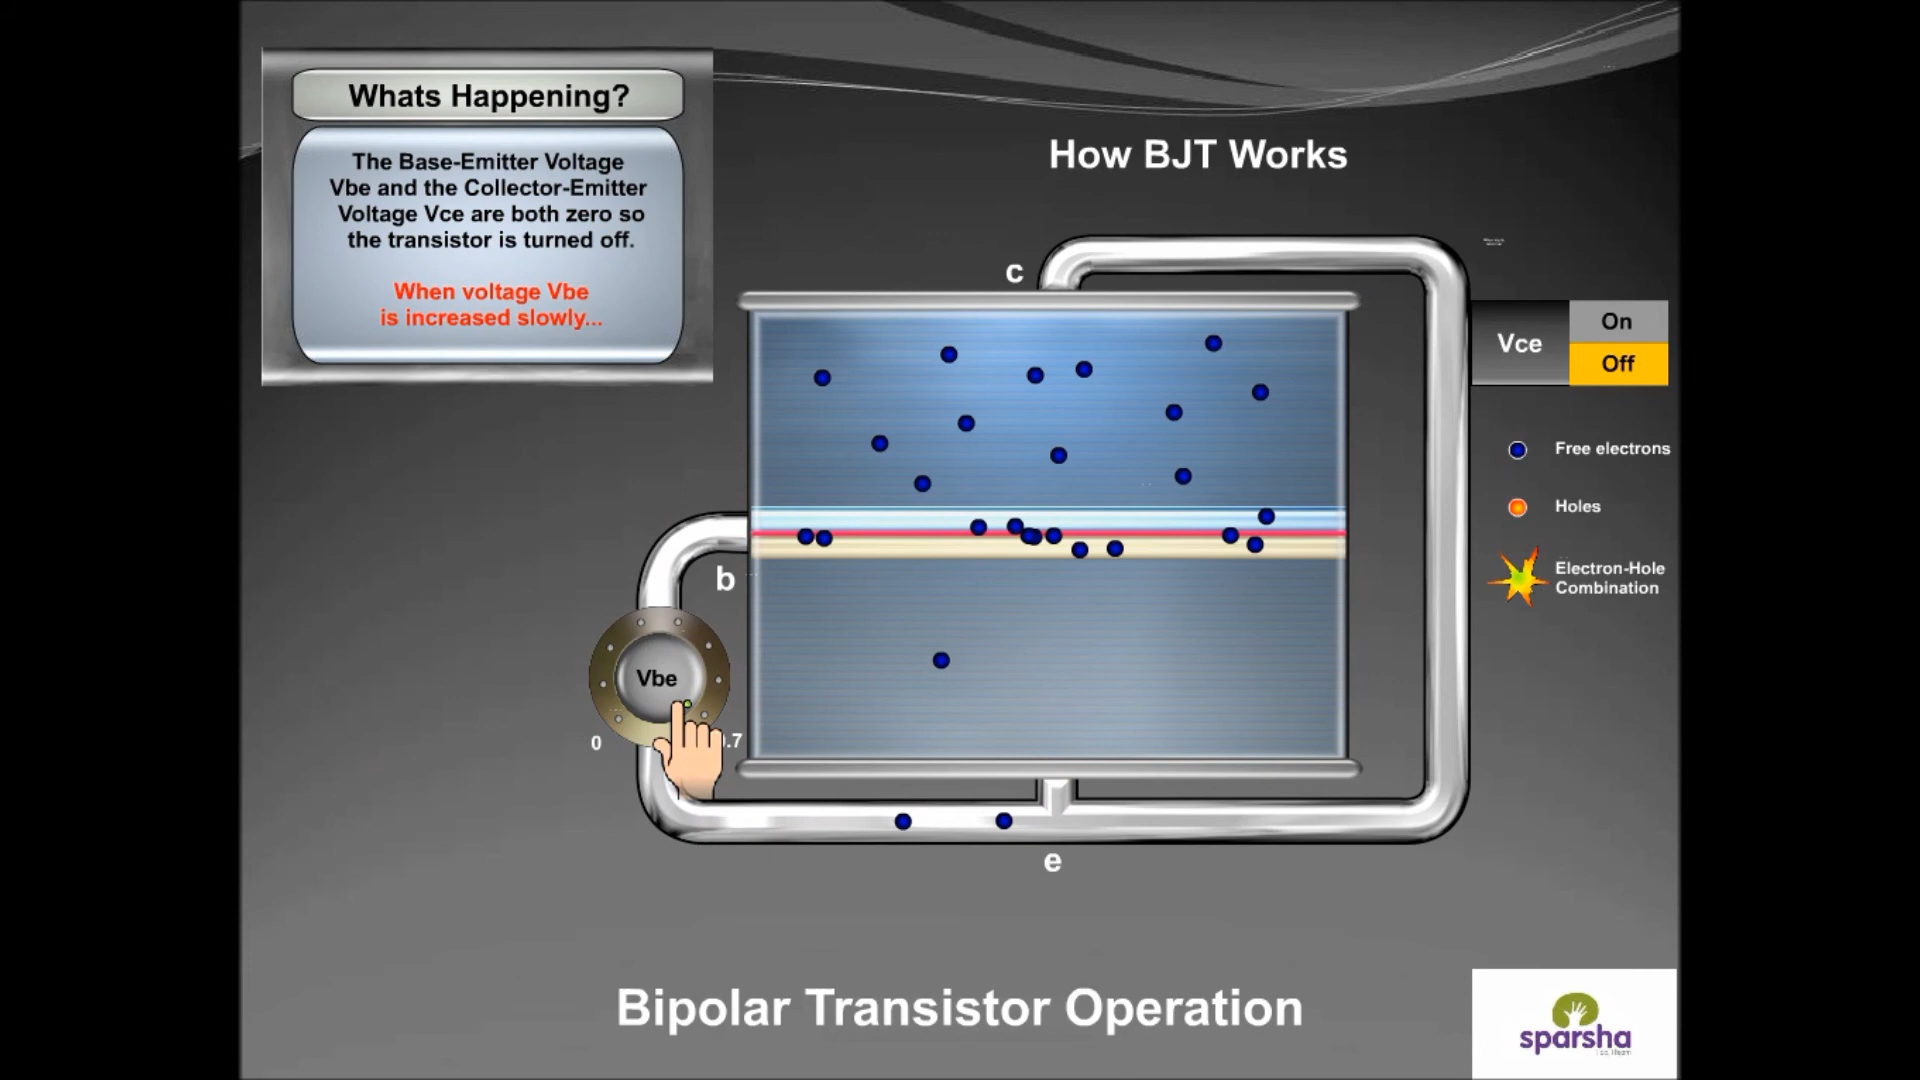 Whats Happening?
The Base-Emitter Voltage
Vbe and the Collector-Emitter
Voltage Vce are both zero so
the transistor is turned off.
When voltage Vbe
is increased slowly...
How BJT Works
c
Vce
On
Off
Free electrons
Holes
Electron-Hole
Combination
b
Vbe
0
.7
e
Bipolar Transistor Operation
sparsha